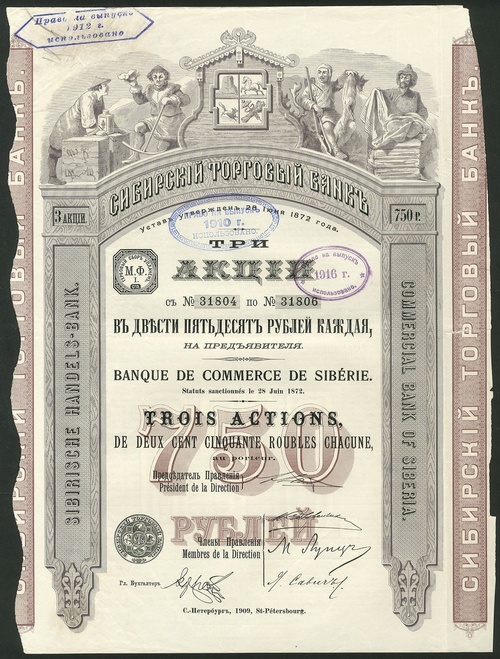 Право на выпускъ
1912 г.
использовано
СИБИРСКІЙ ТОРГОВЫЙ БАНКЪ
3 АКЦІИ.
750 Р.
Уставъ утвержденъ 28 Іюня 1872 года.
1910 г.
ИСПОЛЬЗОВАНО.
ТРИ
АКЦІИ
на выпускъ
1916 г.
использовано.
М.Ф.
I.
съ № 31804 по № 31806
ВЪ ДВѢСТИ ПЯТЬДЕСЯТЪ РУБЛЕЙ КАЖДАЯ,
НА ПРЕДЪЯВИТЕЛЯ.
BANQUE DE COMMERCE DE SIBÉRIE.
Statuts sanctionnés le 28 Juin 1872.
TROIS ACTIONS,
DE DEUX CENT CINQUANTE ROUBLES CHACUNE,
au porteur.
750
РУБЛЕЙ
Предсѣдатель Правленія
Président de la Direction
Члены Правленія
Membres de la Direction
Гл. Бухгалтеръ
С.-Петербургъ, 1909, St-Pétersbourg.
SIBIRISCHE HANDELS-BANK.
COMMERCIAL BANK OF SIBERIA.
СИБИРСКІЙ ТОРГОВЫЙ БАНКЪ.